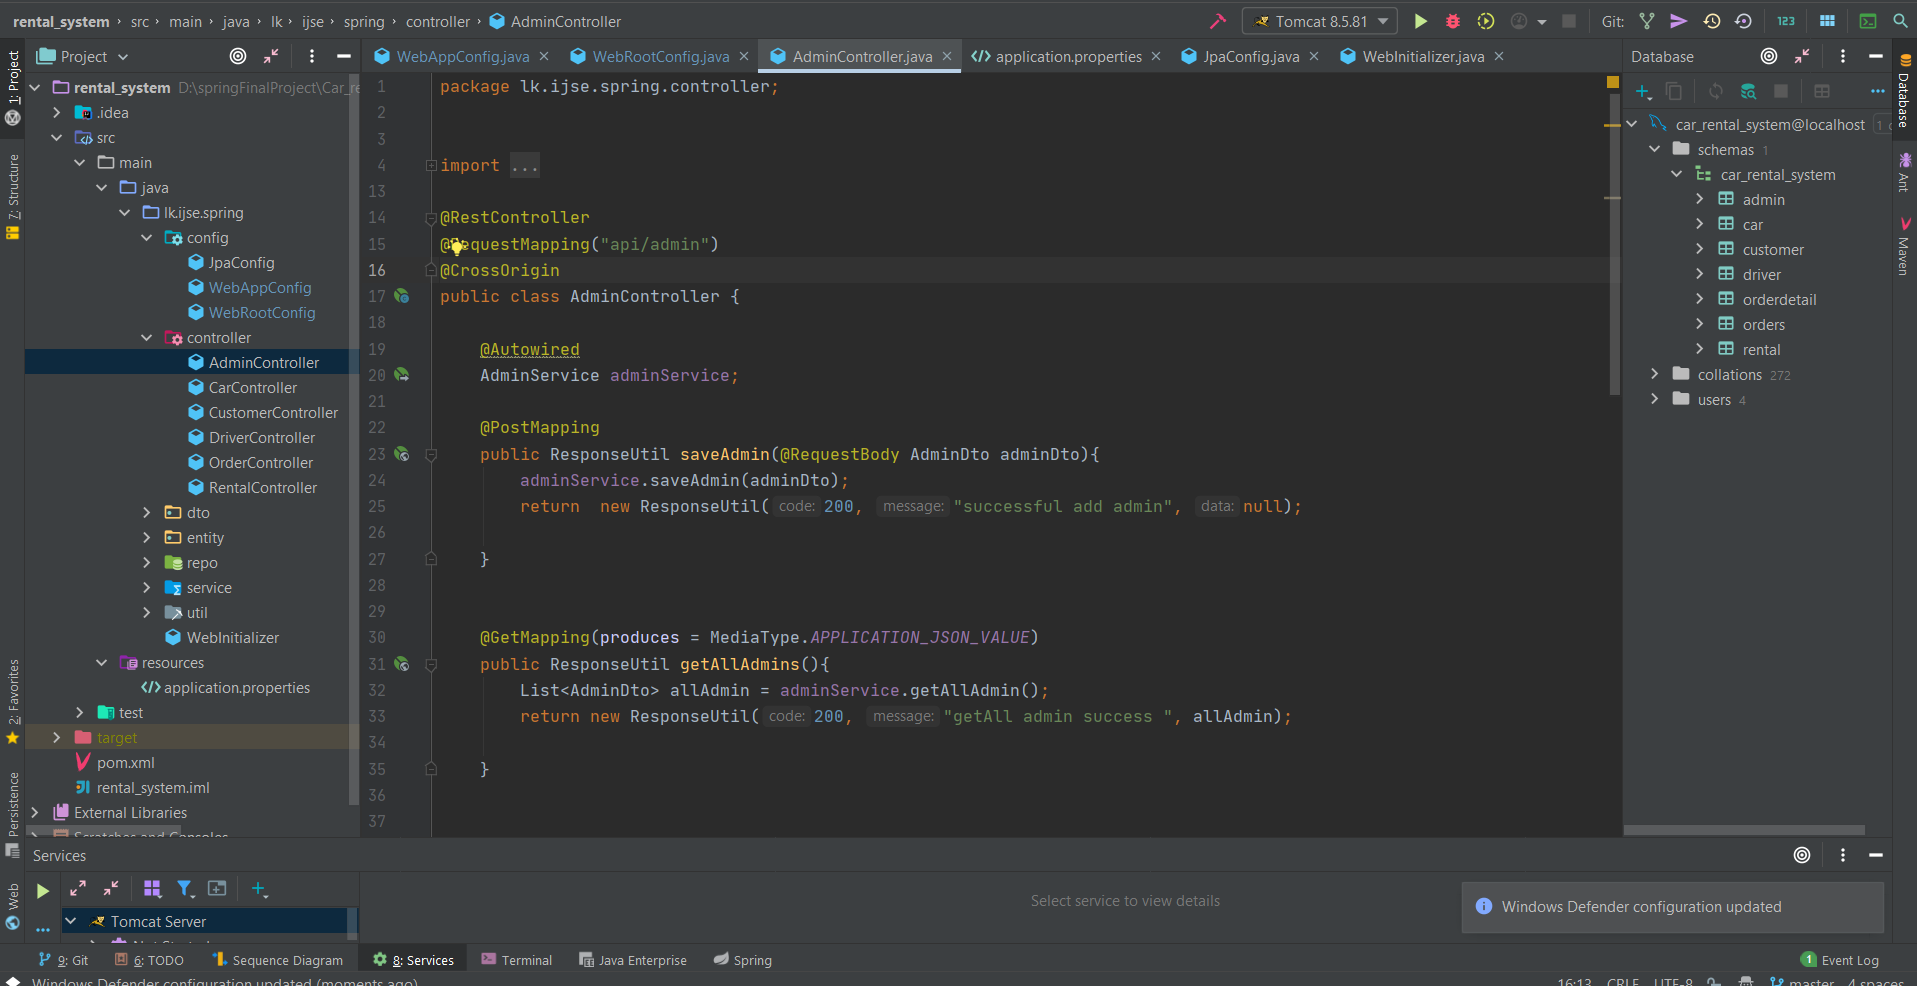 rental_system › src › main › java › lk › ijse › spring › controller › AdminController
Tomcat 8.5.81
Git:
123
1: Project
7: Structure
2: Favorites
Persistence
Web
Project
WebAppConfig.java
WebRootConfig.java
AdminController.java
application.properties
JpaConfig.java
WebInitializer.java
Database
rental_system D:\springFinalProject\Car_re
.idea
src
main
java
lk.ijse.spring
config
JpaConfig
WebAppConfig
WebRootConfig
controller
AdminController
CarController
CustomerController
DriverController
OrderController
RentalController
dto
entity
repo
service
util
WebInitializer
resources
application.properties
test
target
pom.xml
rental_system.iml
External Libraries
Scratches and Consoles
1 package lk.ijse.spring.controller;
2
3
4 import ...
13
14 @RestController
15 @RequestMapping("api/admin")
16 @CrossOrigin
17 public class AdminController {
18
19 @Autowired
20 AdminService adminService;
21
22 @PostMapping
23 public ResponseUtil saveAdmin(@RequestBody AdminDto adminDto){
24 adminService.saveAdmin(adminDto);
25 return new ResponseUtil( code: 200, message: "successful add admin", data: null);
26
27 }
28
29
30 @GetMapping(produces = MediaType.APPLICATION_JSON_VALUE)
31 public ResponseUtil getAllAdmins(){
32 List<AdminDto> allAdmin = adminService.getAllAdmin();
33 return new ResponseUtil( code: 200, message: "getAll admin success ", allAdmin);
34
35 }
36
37
car_rental_system@localhost 1
schemas 1
car_rental_system
admin
car
customer
driver
orderdetail
orders
rental
collations 272
users 4
Database
Ant
Maven
Services
Tomcat Server
Not Started
Select service to view details
Windows Defender configuration updated
9: Git
6: TODO
Sequence Diagram
8: Services
Terminal
Java Enterprise
Spring
1 Event Log
Windows Defender configuration updated (moments ago)
16:13 CRLF UTF-8 master 4 spaces